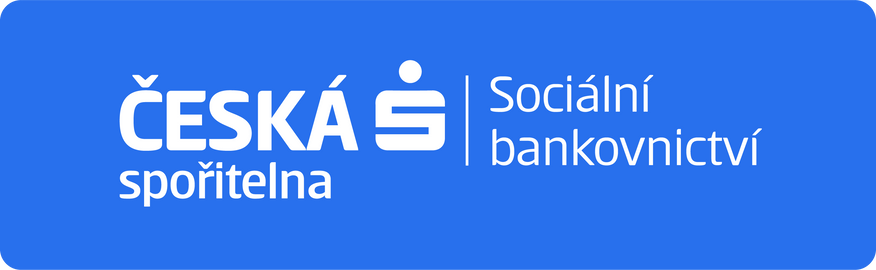 ČESKÁ
spořitelna
Sociální
bankovnictví